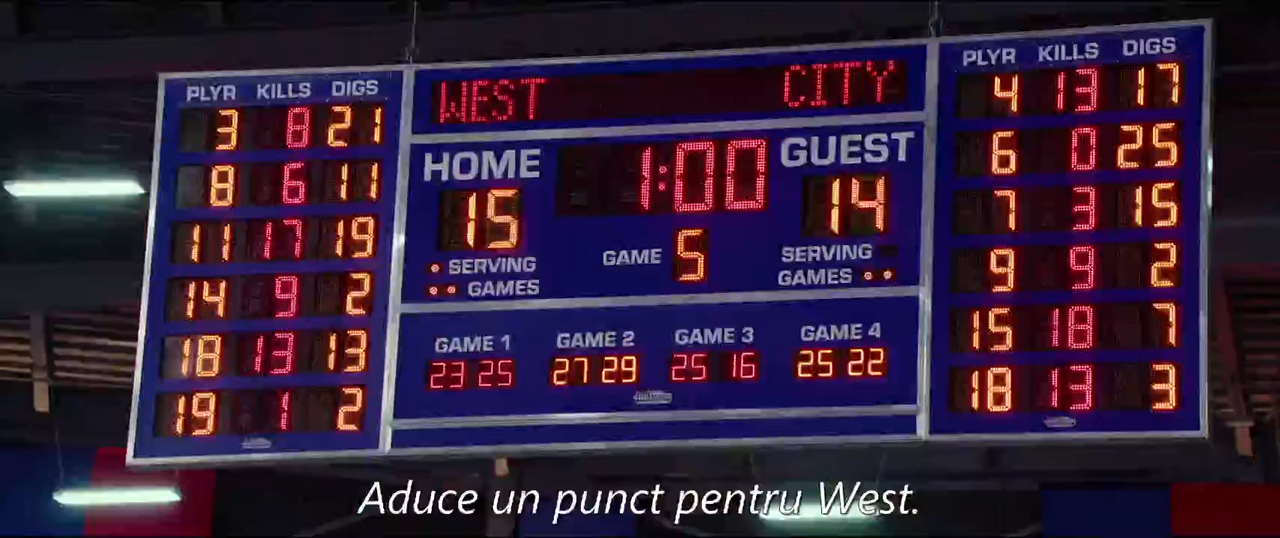 PLYR KILLS DIGS
3 8 21
8 6 11
11 17 19
14 9 2
18 13 13
19 1 2
WEST CITY
HOME 1:00 GUEST
15 14
GAME 5
SERVING SERVING
GAMES GAMES
GAME 1 GAME 2 GAME 3 GAME 4
23 25 27 29 25 16 25 22
PLYR KILLS DIGS
4 13 17
6 0 25
7 3 15
9 9 2
15 18 7
18 13 3
Aduce un punct pentru West.